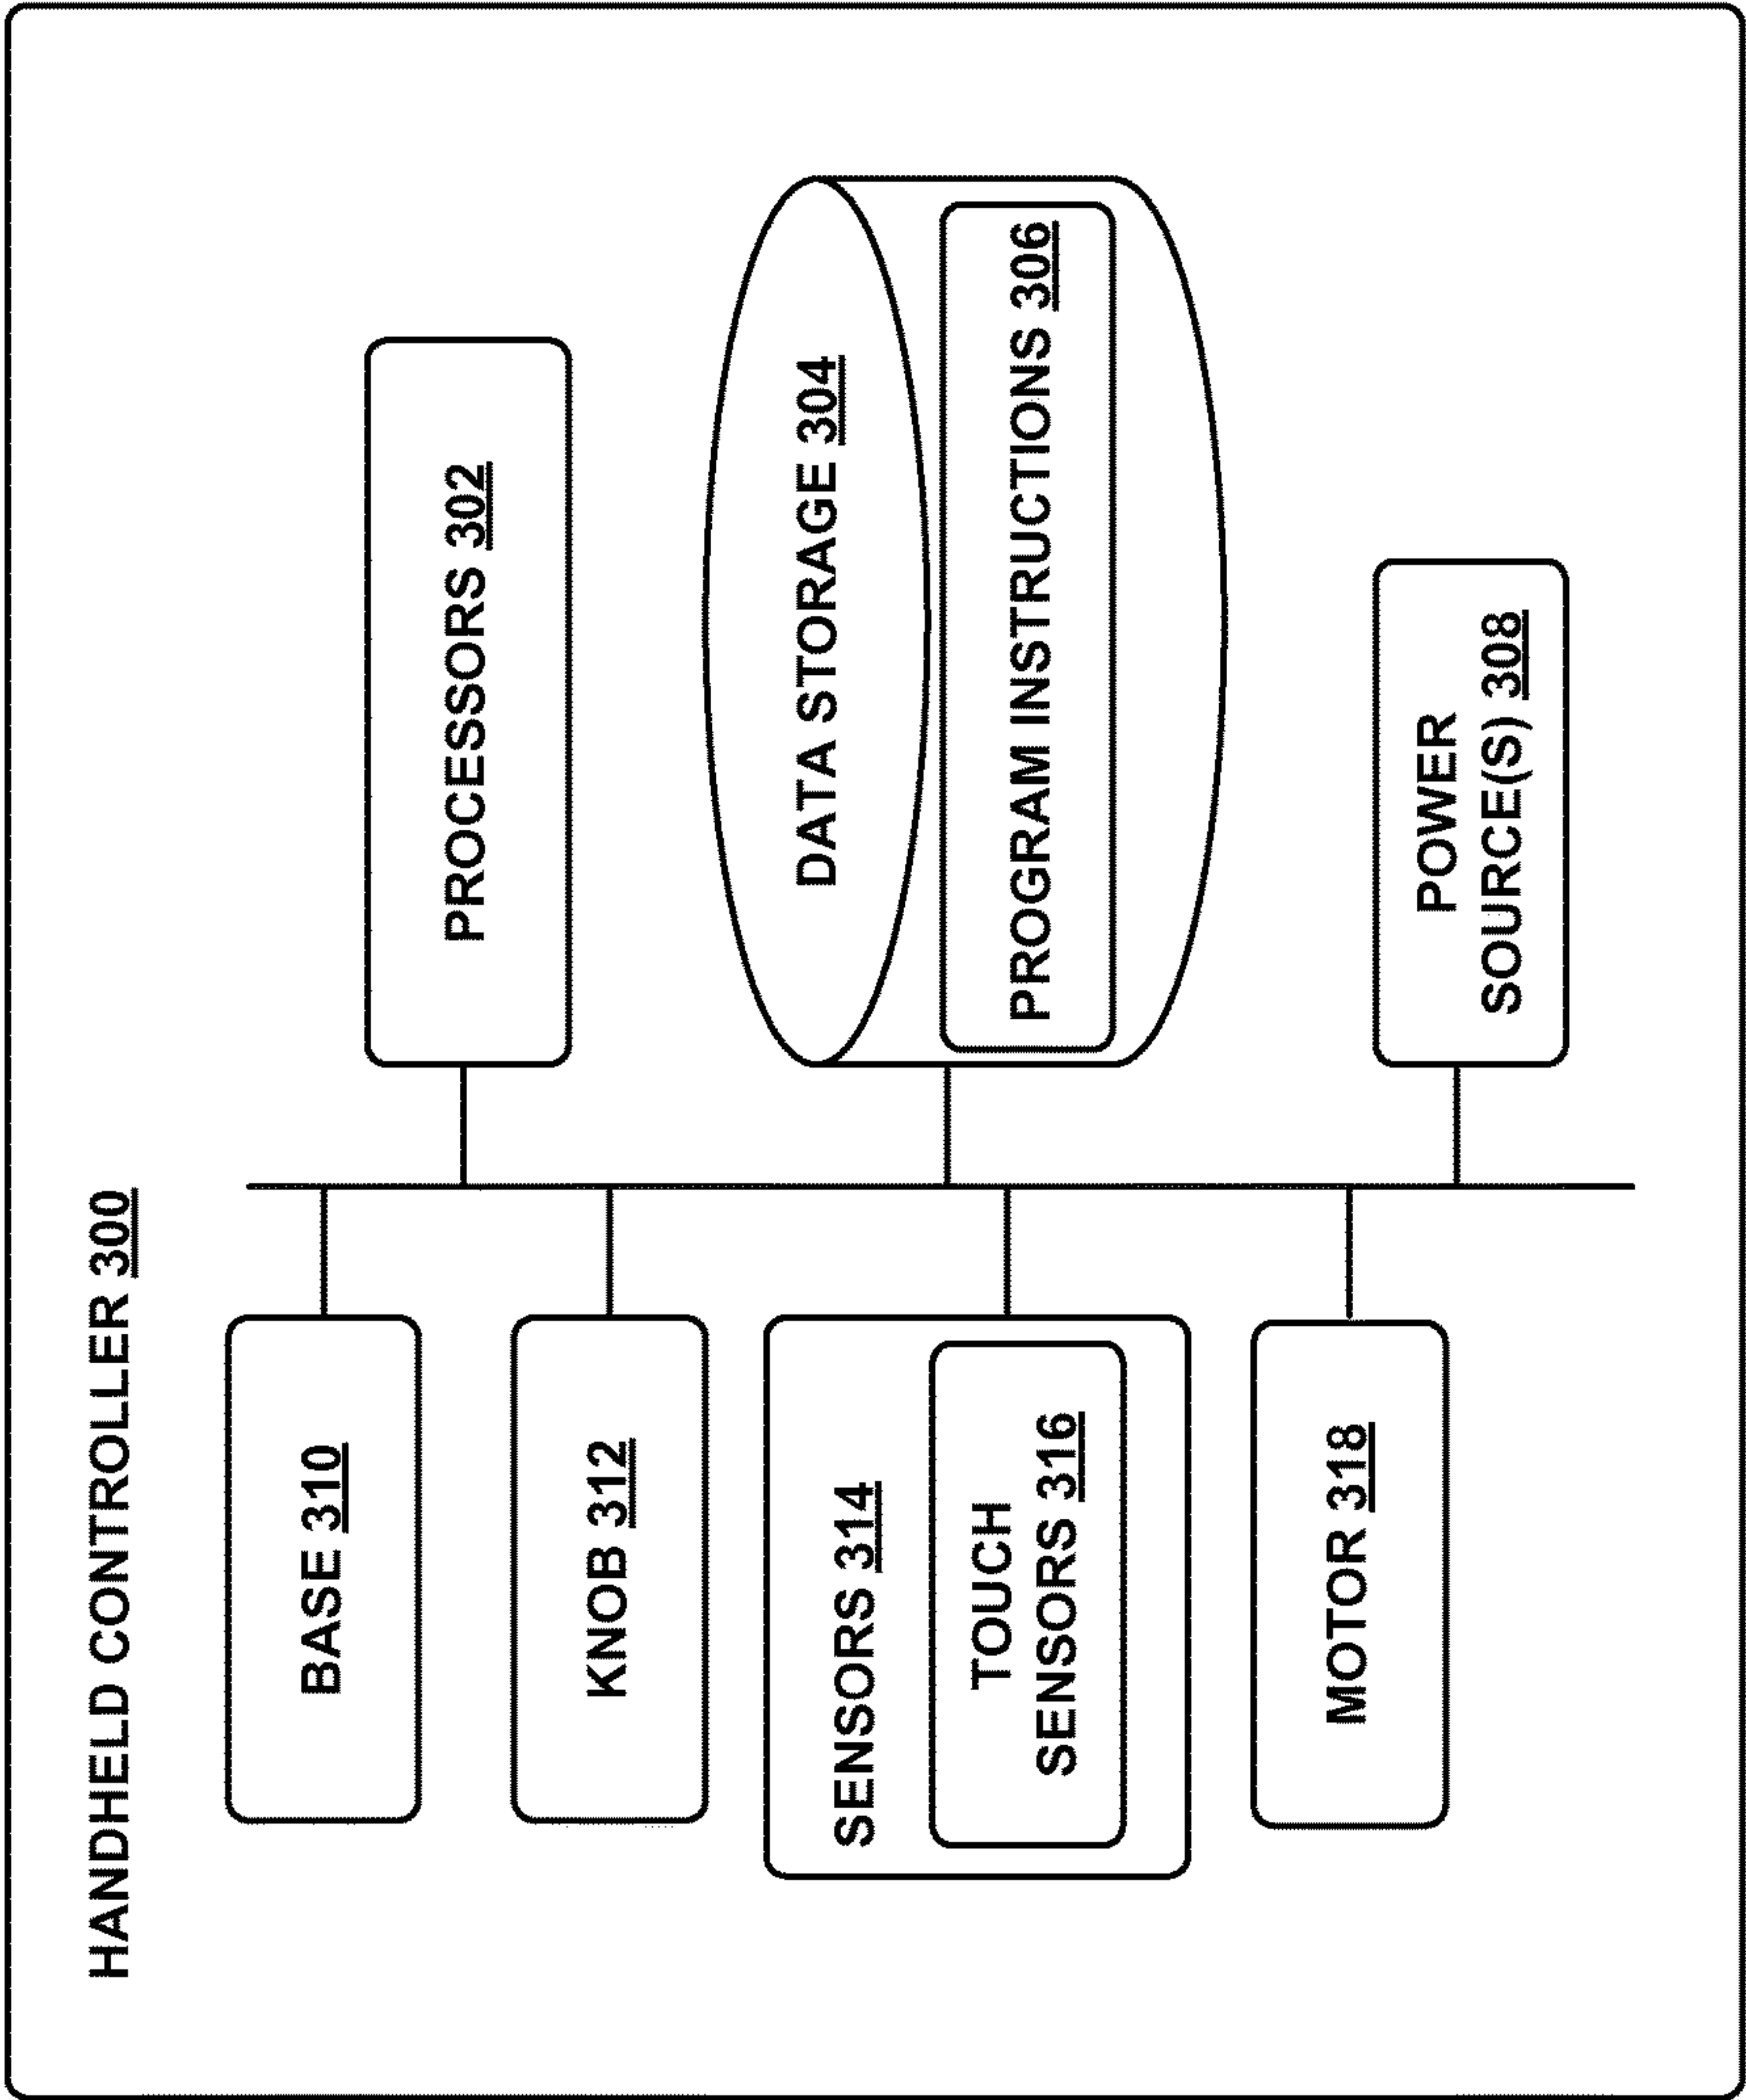 HANDHELD CONTROLLER 300
BASE 310
KNOB 312
SENSORS 314
TOUCH
SENSORS 316
MOTOR 318
PROCESSORS 302
DATA STORAGE 304
PROGRAM INSTRUCTIONS 306
POWER
SOURCE(S) 308